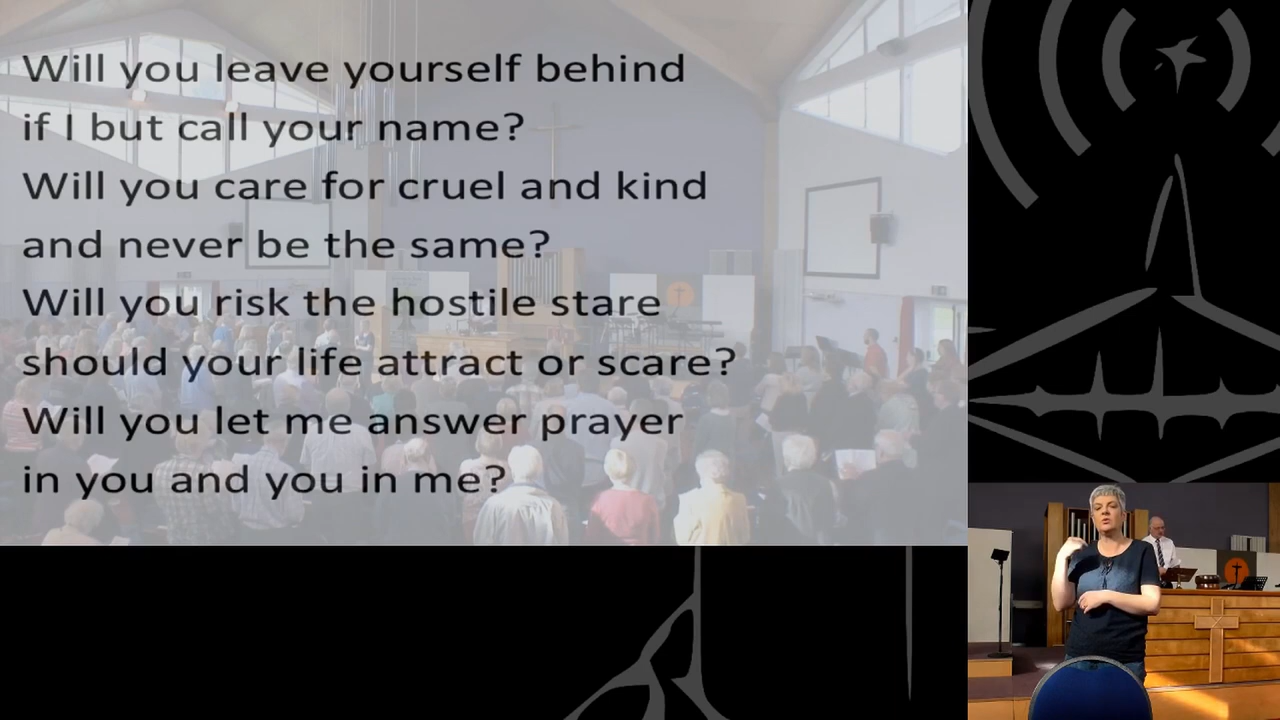 Will you leave yourself behind
if I but call your name?
Will you care for cruel and kind
and never be the same?
Will you risk the hostile stare
should your life attract or scare?
Will you let me answer prayer
in you and you in me?